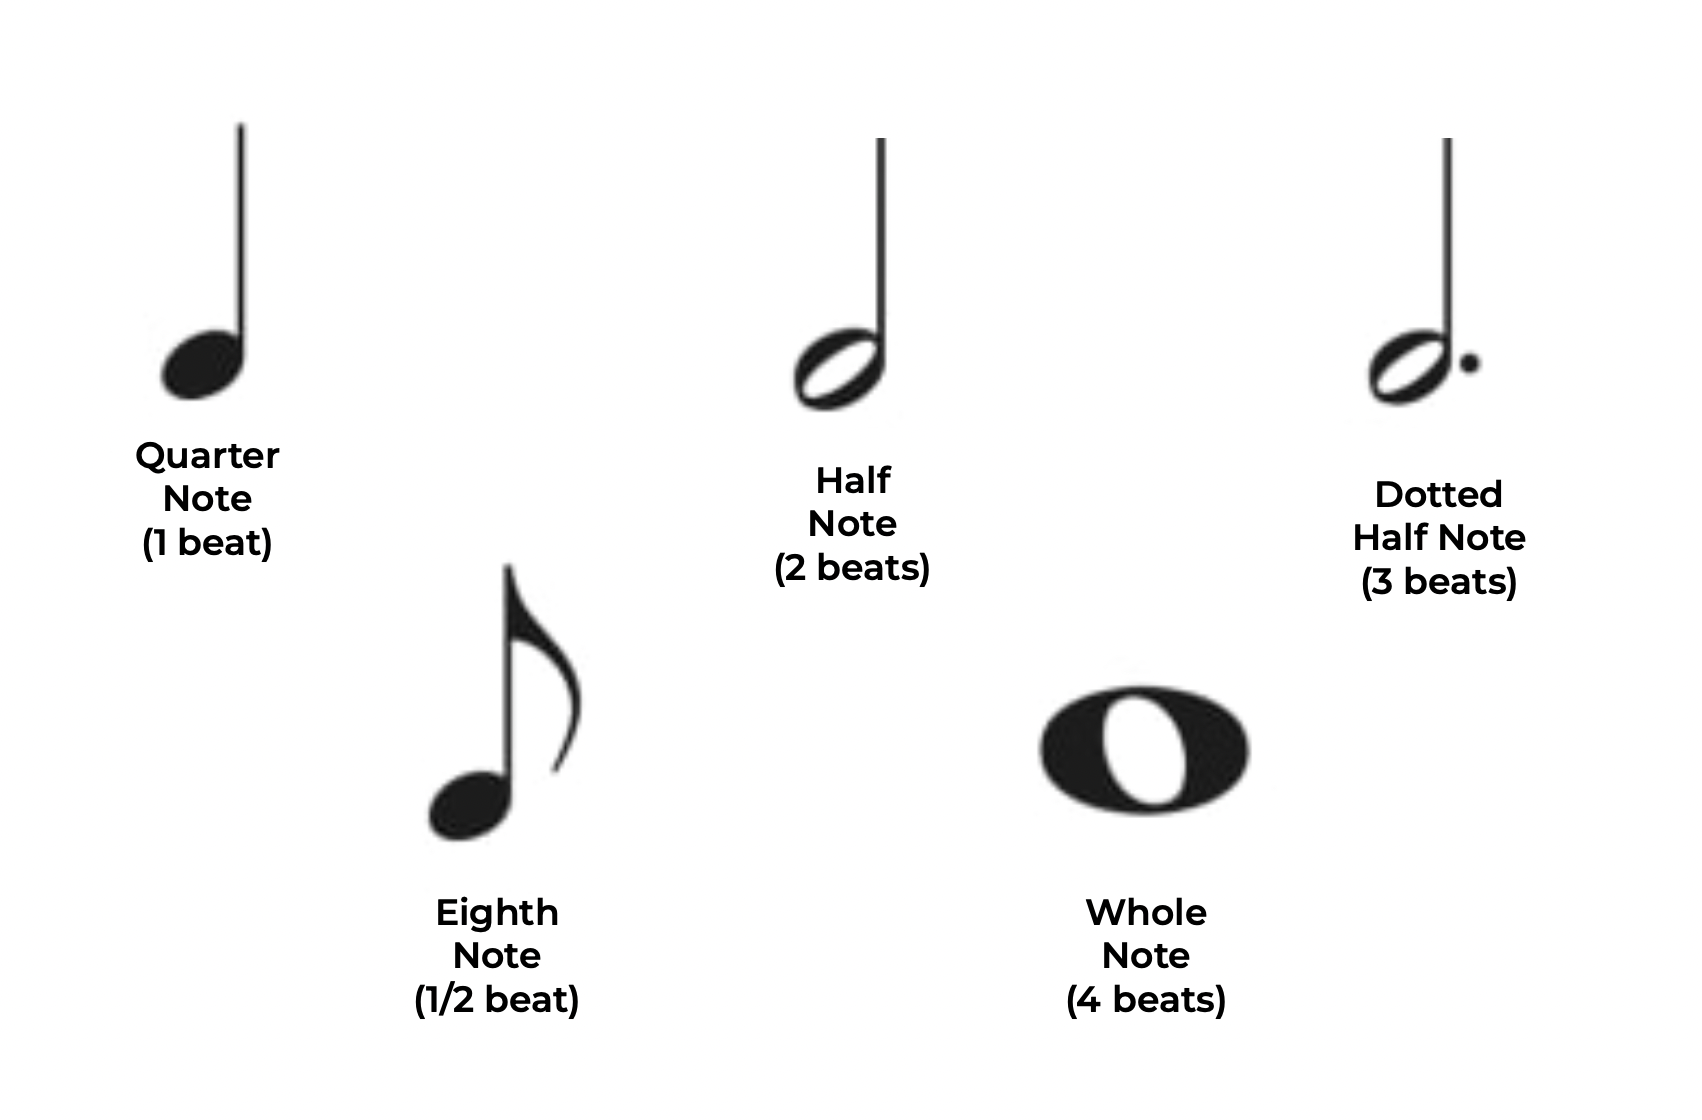 Quarter
Note
(1 beat)
Half
Note
(2 beats)
Dotted
Half Note
(3 beats)
Eighth
Note
(1/2 beat)
Whole
Note
(4 beats)